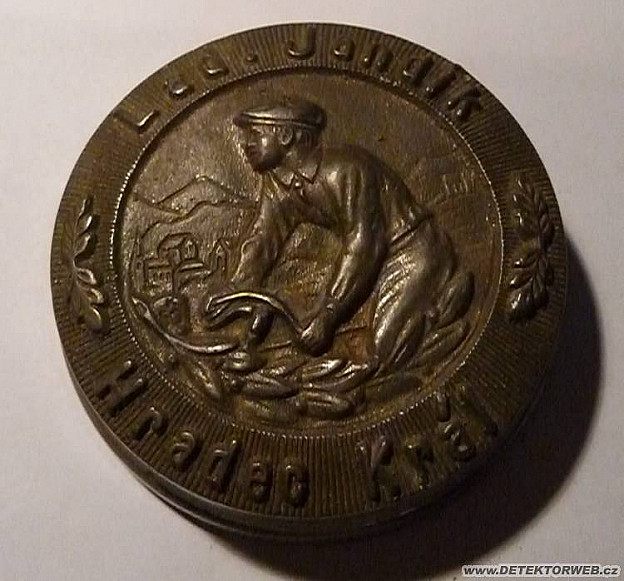 Lad. Jandík
Hradec Král
www.DETEKTORWEB.cz